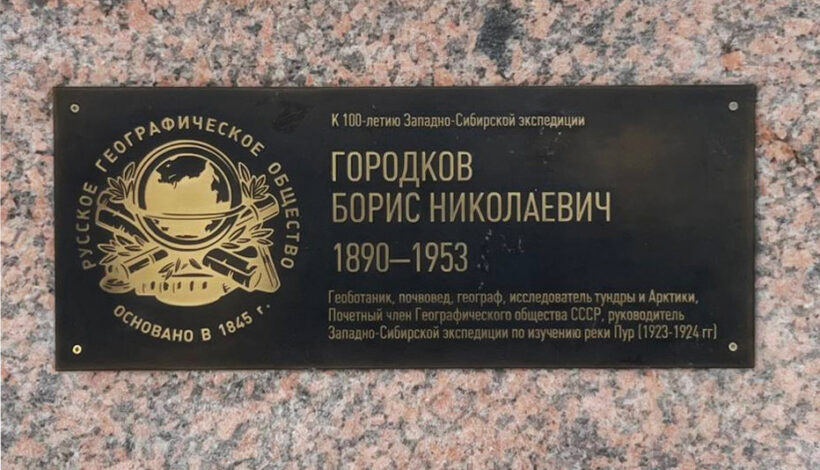 РУССКОЕ ГЕОГРАФИЧЕСКОЕ ОБЩЕСТВО
ОСНОВАНО В 1845 г.
К 100-летию Западно-Сибирской экспедиции
ГОРОДКОВ
БОРИС НИКОЛАЕВИЧ
1890–1953
Геоботаник, почвовед, географ, исследователь тундры и Арктики,
Почетный член Географического общества СССР, руководитель
Западно-Сибирской экспедиции по изучению реки Пур (1923-1924 гг)